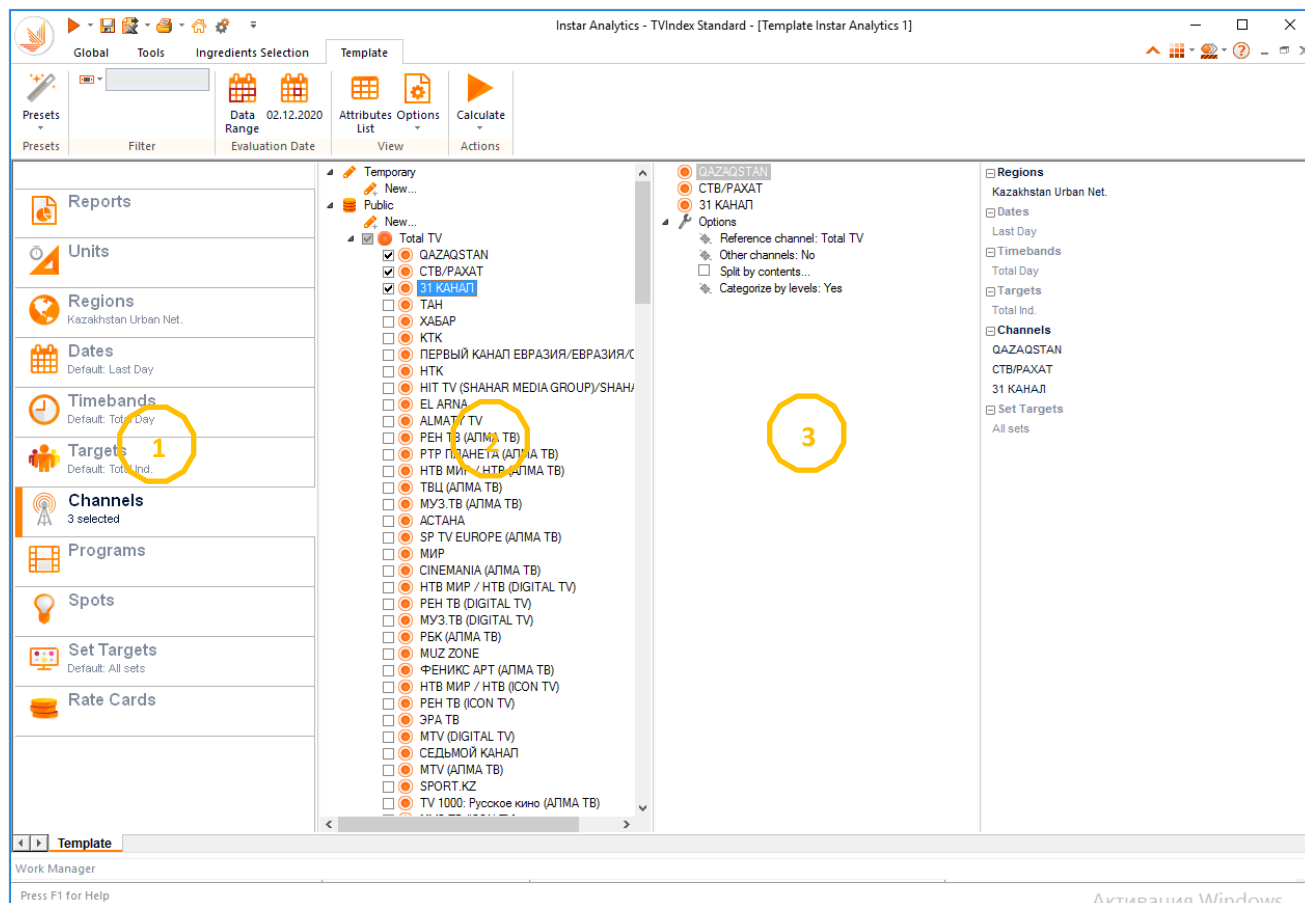 Instar Analytics - TVIndex Standard - [Template Instar Analytics 1]
Global Tools Ingredients Selection Template
Presets
Data Range
02.12.2020
Attributes List
Options
Calculate
Presets Filter Evaluation Date View Actions
Reports
Units
Regions
Kazakhstan Urban Net.
Dates
Default: Last Day
Timebands
Default: Total Day
Targets
Default: Total Ind.
1
Channels
3 selected
Programs
Spots
Set Targets
Default: All sets
Rate Cards
Temporary
New...
Public
New...
Total TV
QAZAQSTAN
СТВ/РАХАТ
31 КАНАЛ
ТАН
ХАБАР
КТК
ПЕРВЫЙ КАНАЛ ЕВРАЗИЯ/ЕВРАЗИЯ/О
НТК
HIT TV (SHAHAR MEDIA GROUP)/SHAHA
EL ARNA
ALMATY TV
РЕН ТВ (АЛМА ТВ)
2
РТР ПЛАНЕТА (АЛМА ТВ)
НТВ МИР / НТВ (АЛМА ТВ)
ТВЦ (АЛМА ТВ)
МУЗ.ТВ (АЛМА ТВ)
АСТАНА
SP TV EUROPE (АЛМА ТВ)
МИР
CINEMANIA (АЛМА ТВ)
НТВ МИР / НТВ (DIGITAL TV)
РЕН ТВ (DIGITAL TV)
МУЗ.ТВ (DIGITAL TV)
РБК (АЛМА ТВ)
MUZ ZONE
ФЕНИКС АРТ (АЛМА ТВ)
НТВ МИР / НТВ (ICON TV)
РЕН ТВ (ICON TV)
ЭРА ТВ
MTV (DIGITAL TV)
СЕДЬМОЙ КАНАЛ
MTV (АЛМА ТВ)
SPORT.KZ
TV 1000: Русское кино (АЛМА ТВ)
QAZAQSTAN
СТВ/РАХАТ
31 КАНАЛ
Options
Reference channel: Total TV
Other channels: No
Split by contents...
Categorize by levels: Yes
3
Regions
Kazakhstan Urban Net.
Dates
Last Day
Timebands
Total Day
Targets
Total Ind.
Channels
QAZAQSTAN
СТВ/РАХАТ
31 КАНАЛ
Set Targets
All sets
Template
Work Manager
Press F1 for Help
Активация Windows